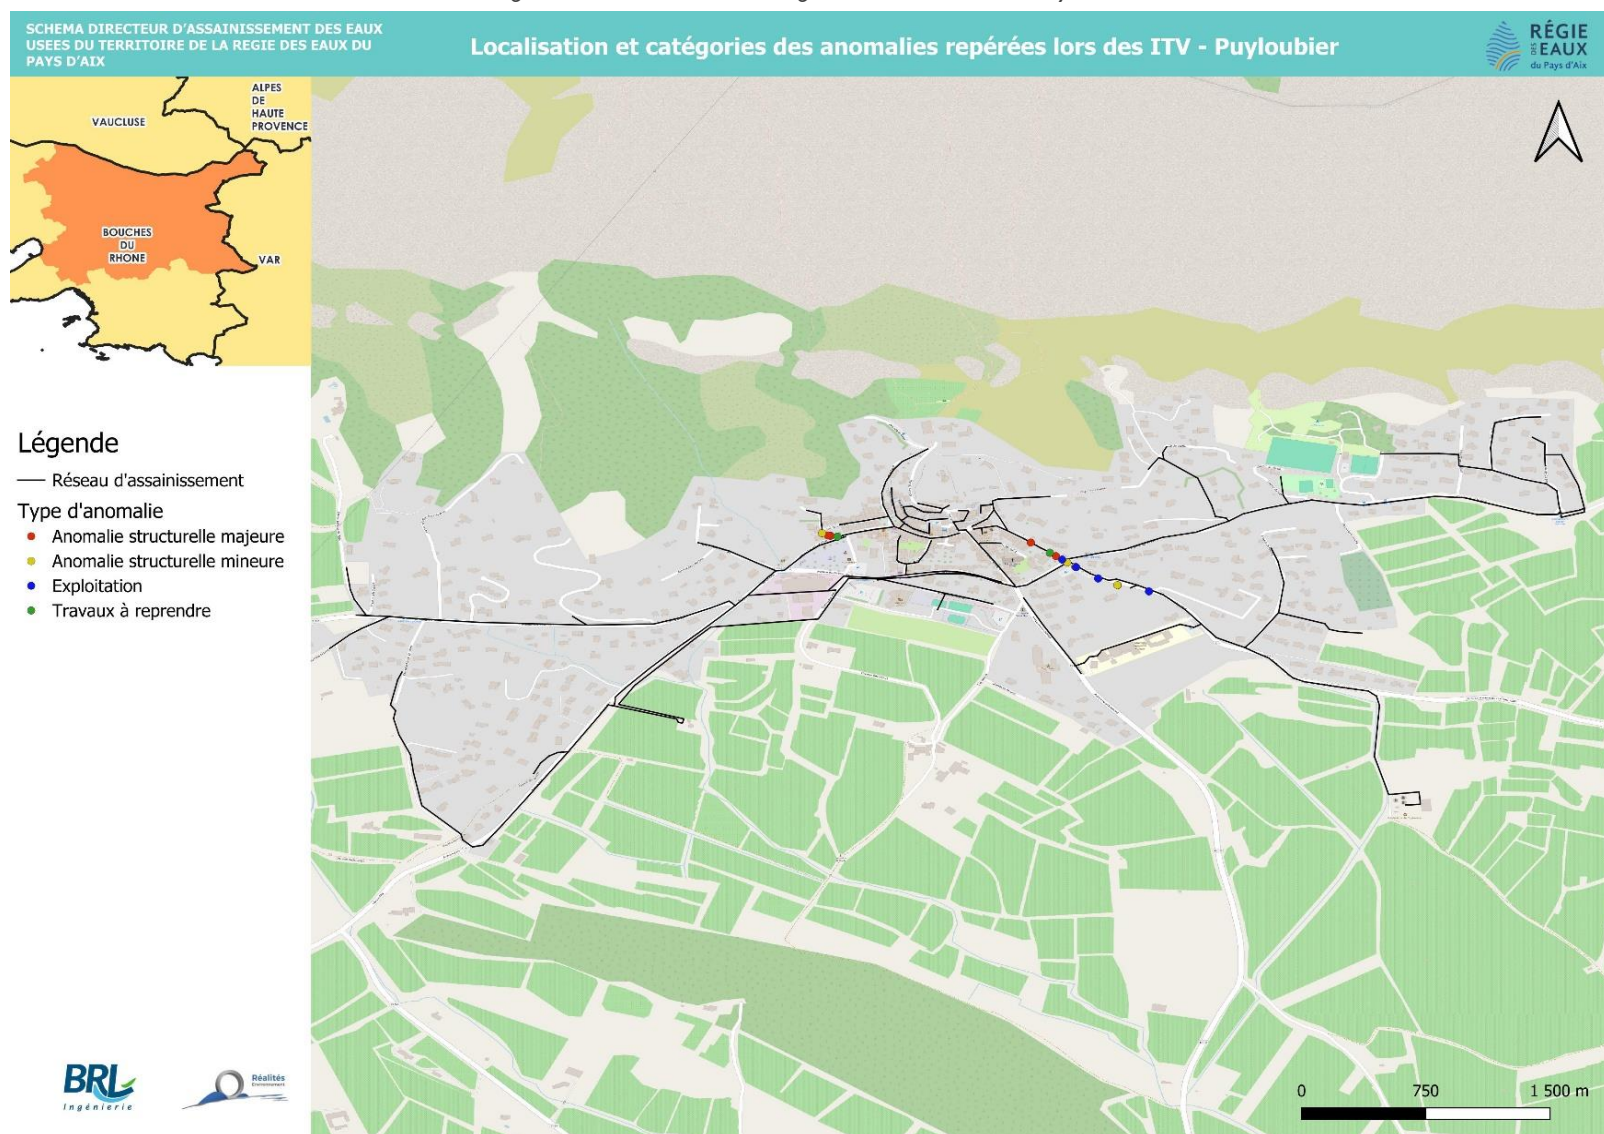 SCHEMA DIRECTEUR D'ASSAINISSEMENT DES EAUX
USEES DU TERRITOIRE DE LA REGIE DES EAUX DU
PAYS D'AIX
Localisation et catégories des anomalies repérées lors des ITV - Puyloubier
RÉGIE
DES EAUX
du Pays d'Aix
ALPES
DE
HAUTE
PROVENCE
VAUCLUSE
BOUCHES
DU
RHONE
VAR
Légende
Réseau d'assainissement
Type d'anomalie
Anomalie structurelle majeure
Anomalie structurelle mineure
Exploitation
Travaux à reprendre
BRL
Ingénierie
Réalités
Environnement
0 750 1 500 m